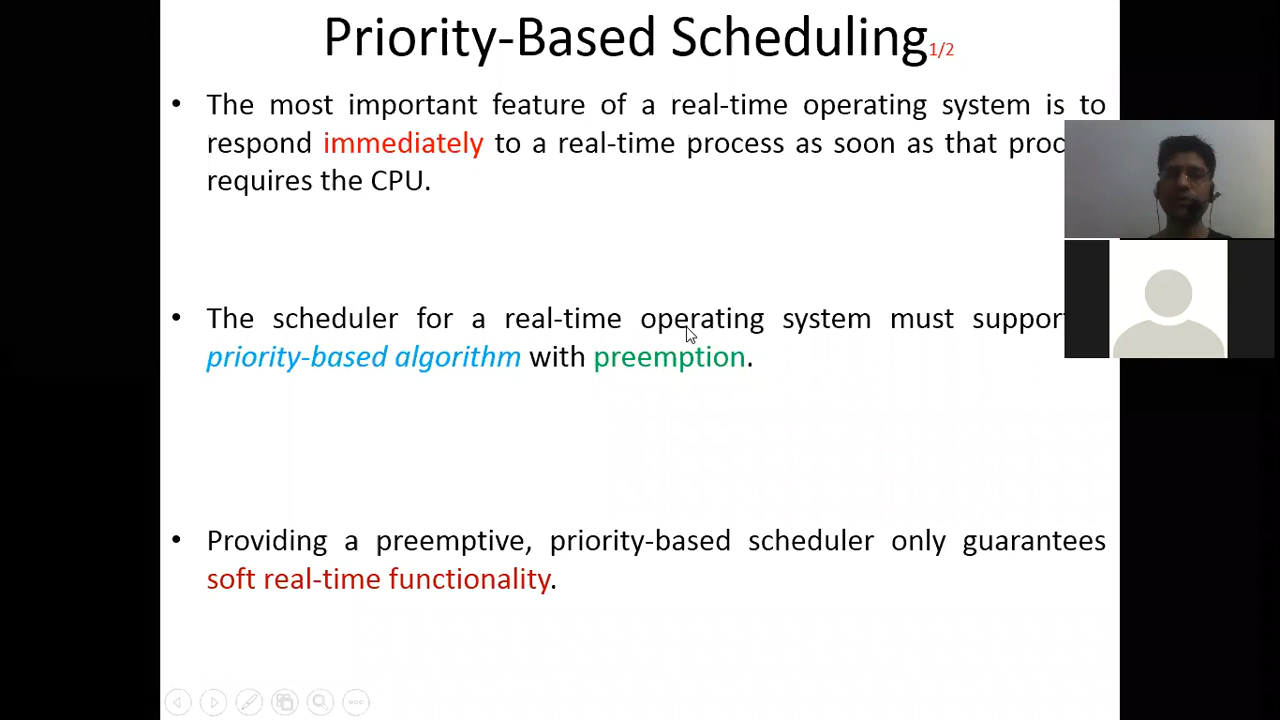 Priority-Based Scheduling1/2
• The most important feature of a real-time operating system is to
respond immediately to a real-time process as soon as that proc
requires the CPU.
• The scheduler for a real-time operating system must support
priority-based algorithm with preemption.
• Providing a preemptive, priority-based scheduler only guarantees
soft real-time functionality.